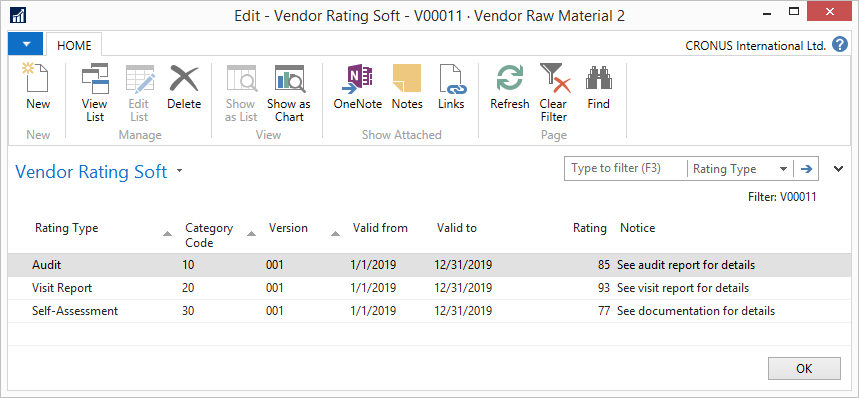 Edit - Vendor Rating Soft - V00011 · Vendor Raw Material 2
HOME
CRONUS International Ltd.
?
New
View List
Edit List
Delete
Show as List
Show as Chart
OneNote
Notes
Links
Refresh
Clear Filter
Find
New
Manage
View
Show Attached
Page
Vendor Rating Soft
Type to filter (F3)
Rating Type
Filter: V00011
Rating Type Category Code Version Valid from Valid to Rating Notice
Audit 10 001 1/1/2019 12/31/2019 85 See audit report for details
Visit Report 20 001 1/1/2019 12/31/2019 93 See visit report for details
Self-Assessment 30 001 1/1/2019 12/31/2019 77 See documentation for details
OK